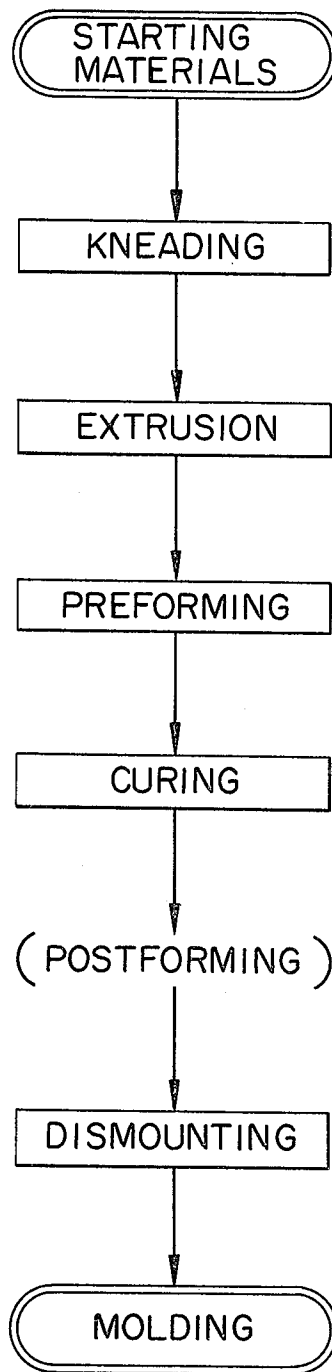 STARTING
MATERIALS
KNEADING
EXTRUSION
PREFORMING
CURING
(POSTFORMING)
DISMOUNTING
MOLDING